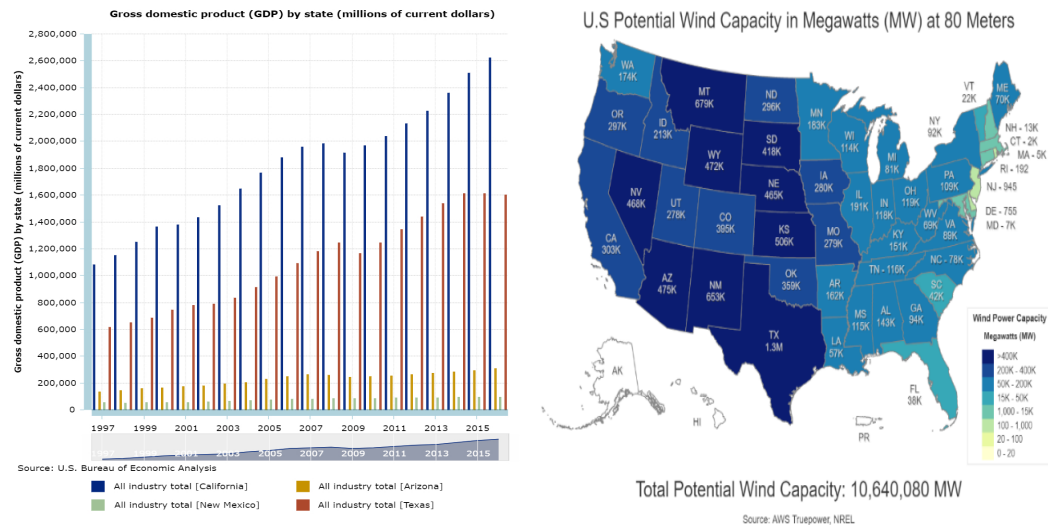 Gross domestic product (GDP) by state (millions of current dollars)
Gross domestic product (GDP) by state (millions of current dollars)
2,800,000
2,600,000
2,400,000
2,200,000
2,000,000
1,800,000
1,600,000
1,400,000
1,200,000
1,000,000
800,000
600,000
400,000
200,000
0
1997 1999 2001 2003 2005 2007 2009 2011 2013 2015
1997 1999 2001 2003 2005 2007 2009 2011 2013 2015
Source: U.S. Bureau of Economic Analysis
All industry total [California]
All industry total [Arizona]
All industry total [New Mexico]
All industry total [Texas]
U.S Potential Wind Capacity in Megawatts (MW) at 80 Meters
WA
174K
OR
297K
CA
303K
ID
213K
NV
468K
MT
679K
WY
472K
UT
278K
CO
395K
AZ
475K
NM
653K
ND
296K
SD
418K
NE
465K
KS
506K
OK
359K
TX
1.3M
MN
183K
IA
280K
MO
279K
AR
162K
LA
57K
WI
114K
IL
191K
MI
81K
IN
118K
OH
119K
KY
151K
TN - 116K
MS
115K
AL
143K
GA
94K
FL
38K
SC
42K
NC - 78K
VA
89K
WV
69K
PA
109K
NY
92K
VT
22K
ME
70K
NH - 13K
CT - 2K
MA - 5K
RI - 192
NJ - 945
DE - 755
MD - 7K
AK
HI
PR
Wind Power Capacity
Megawatts (MW)
>400K
200K - 400K
50K - 200K
15K - 50K
1,000 - 15K
100 - 1,000
20 - 100
0 - 20
Total Potential Wind Capacity: 10,640,080 MW
Source: AWS Truepower, NREL